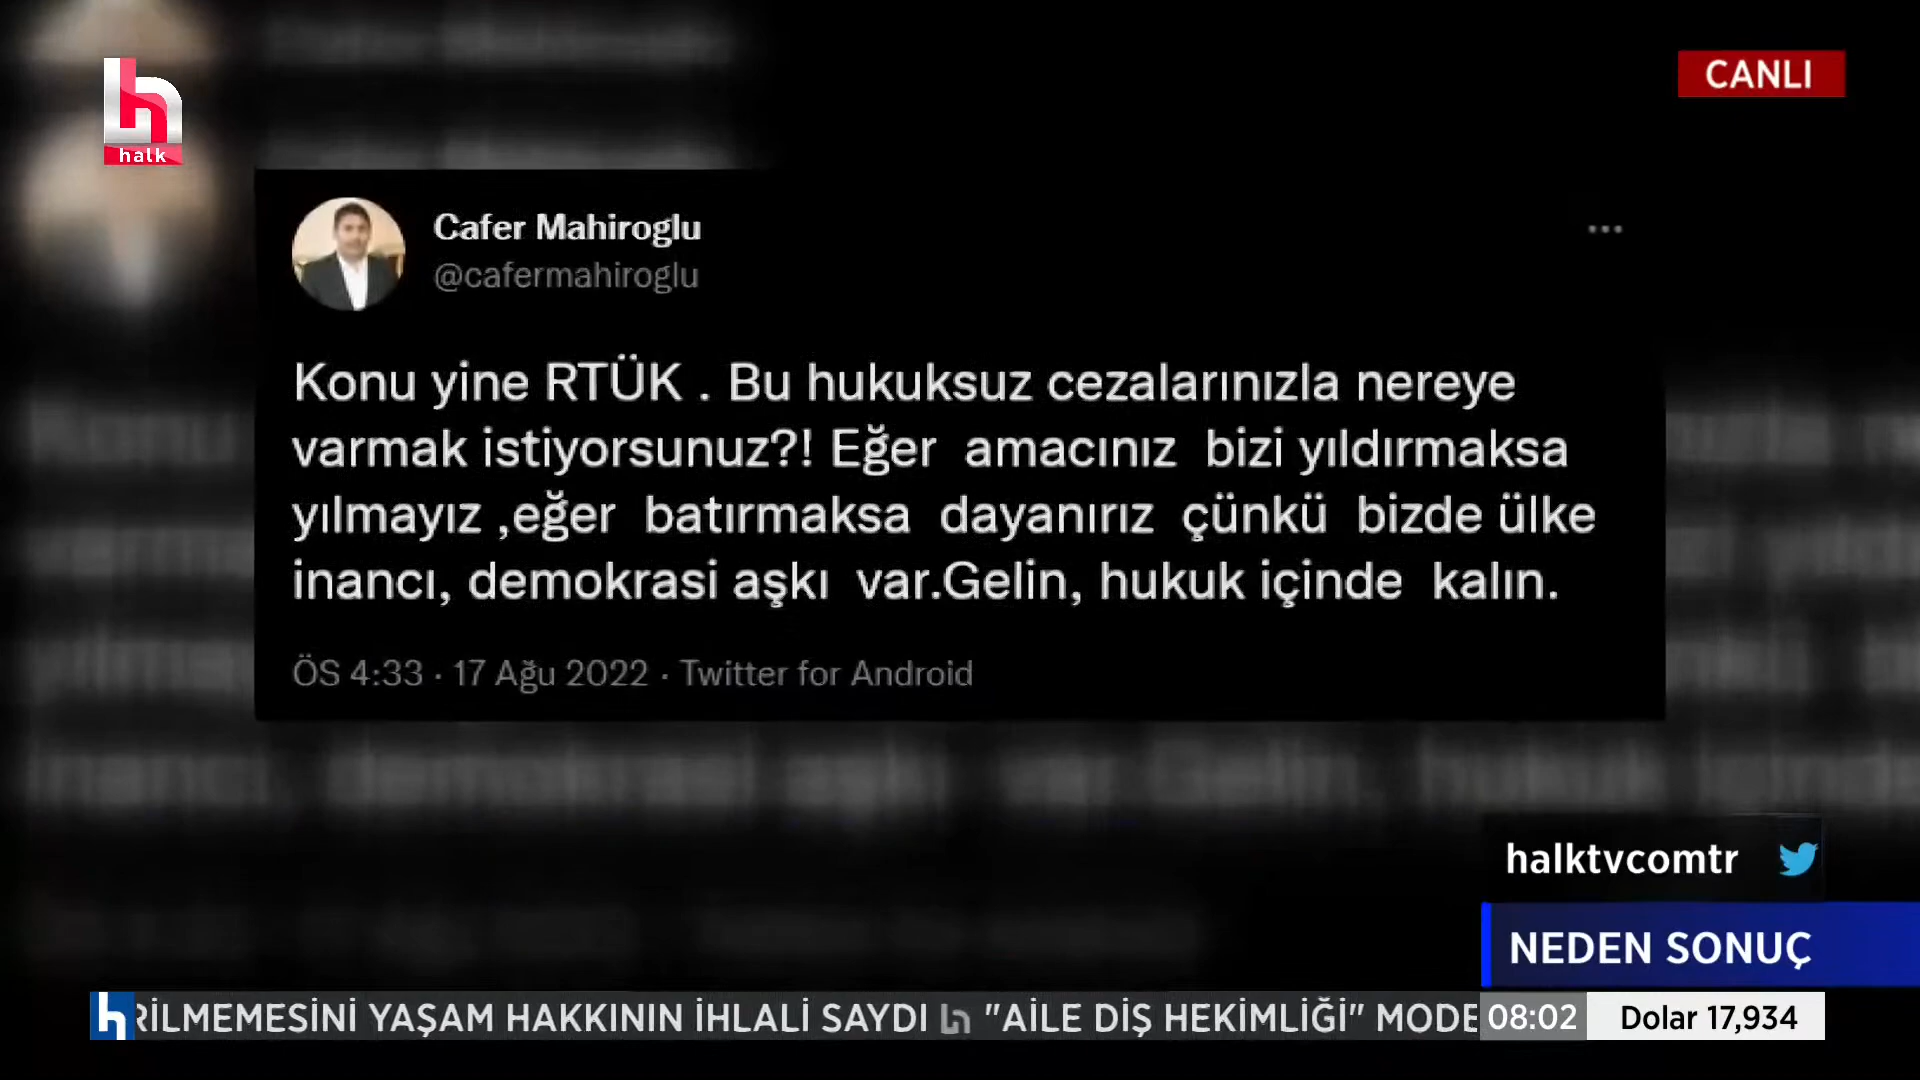 halk
CANLI
Cafer Mahiroglu
@cafermahiroglu
Konu yine RTÜK . Bu hukuksuz cezalarınızla nereye
varmak istiyorsunuz?! Eğer amacınız bizi yıldırmaksa
yılmayız ,eğer batırmaksa dayanırız çünkü bizde ülke
inancı, demokrasi aşkı var.Gelin, hukuk içinde kalın.
ÖS 4:33 · 17 Ağu 2022 · Twitter for Android
halktvcomtr
NEDEN SONUÇ
RİLMEMESİNİ YAŞAM HAKKININ İHLALİ SAYDI "AİLE DİŞ HEKİMLİĞİ" MODE 08:02 Dolar 17,934